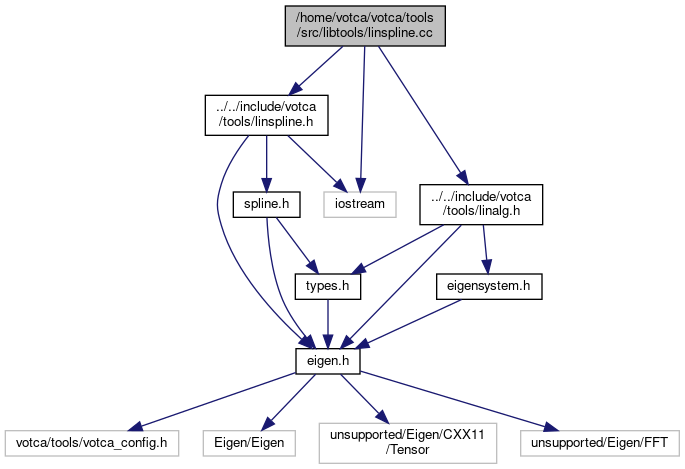 /home/votca/votca/tools
/src/libtools/linspline.cc
../../include/votca
/tools/linspline.h
spline.h
iostream
../../include/votca
/tools/linalg.h
types.h
eigensystem.h
eigen.h
votca/tools/votca_config.h
Eigen/Eigen
unsupported/Eigen/CXX11
/Tensor
unsupported/Eigen/FFT